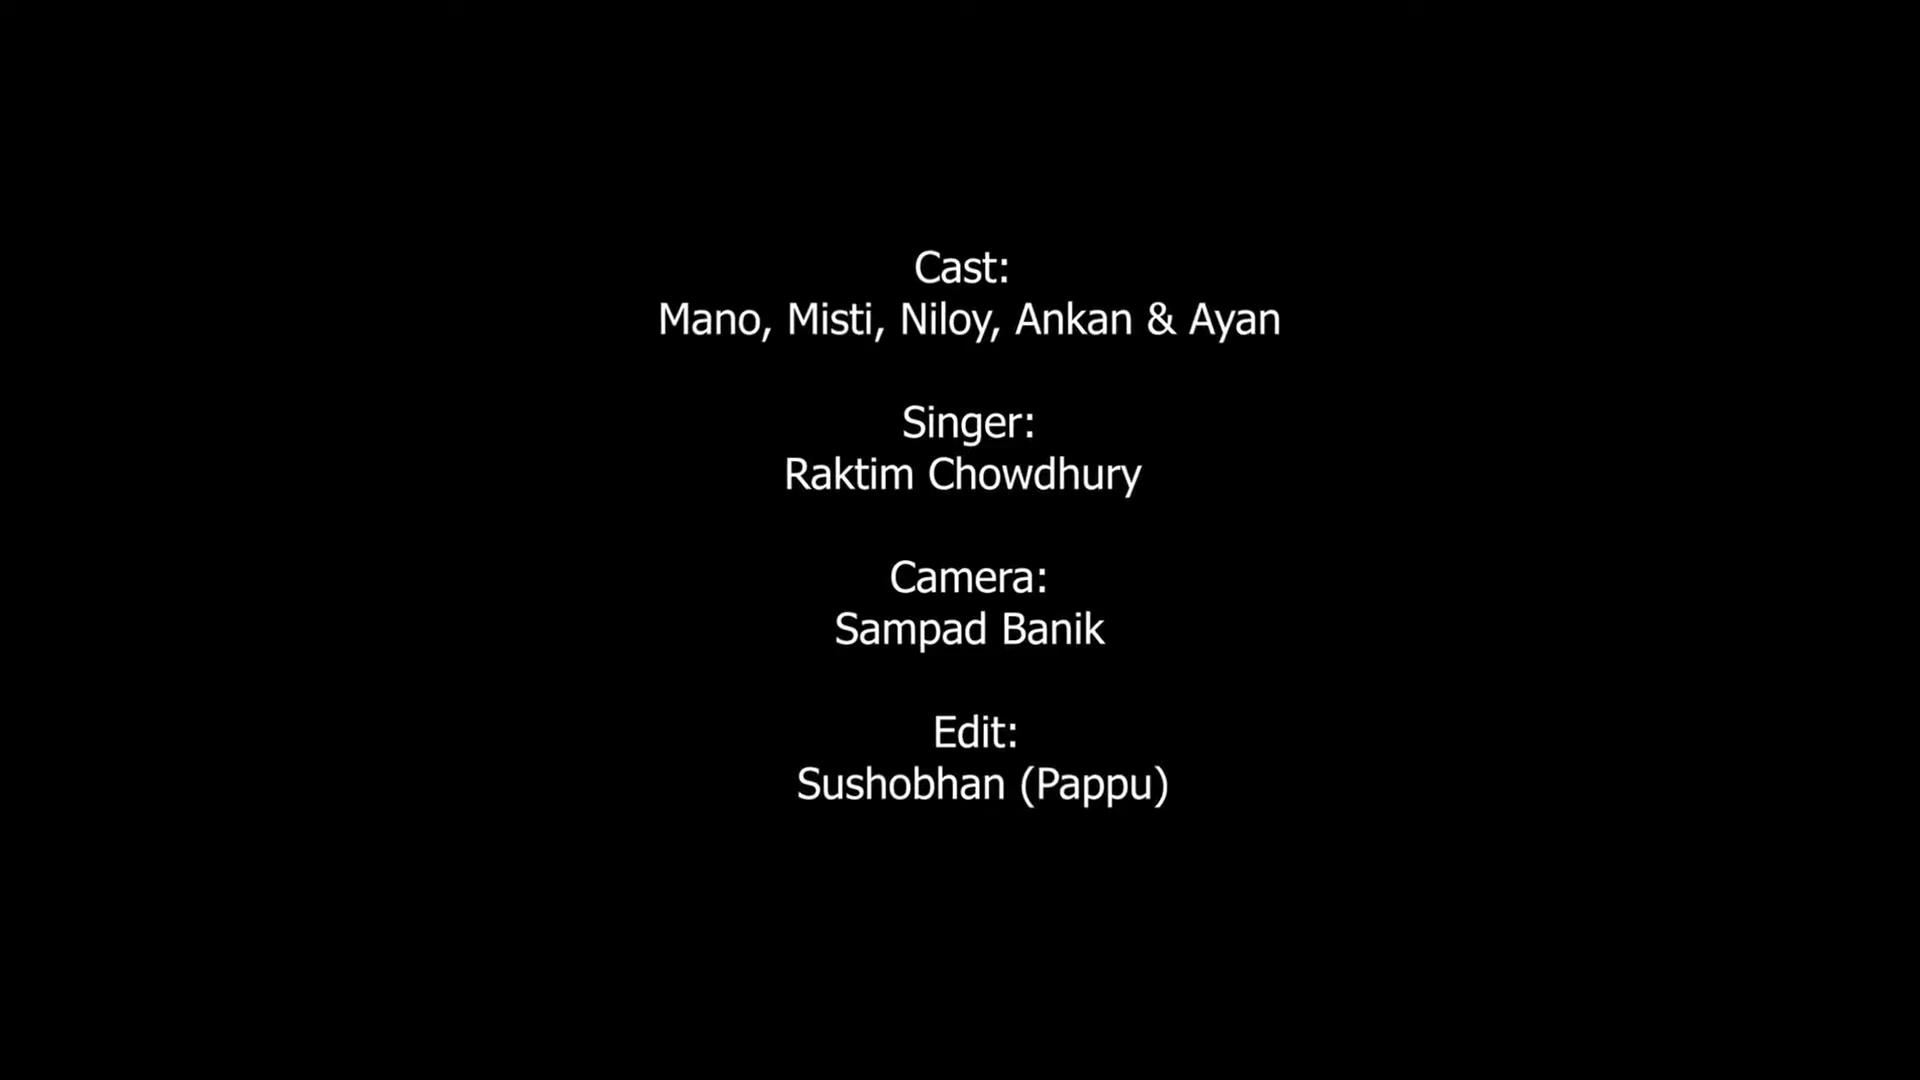 Cast:
Mano, Misti, Niloy, Ankan & Ayan
Singer:
Raktim Chowdhury
Camera:
Sampad Banik
Edit:
Sushobhan (Pappu)